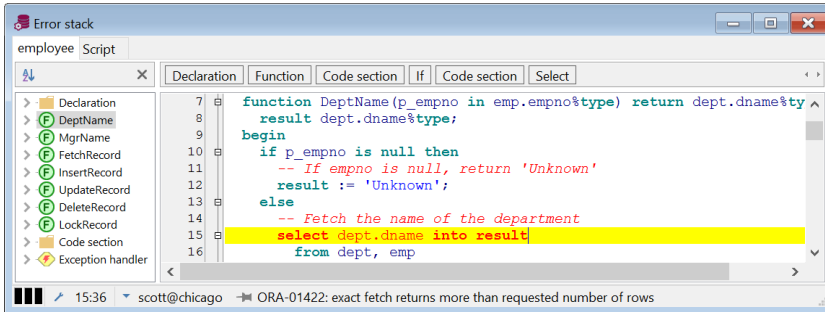 Error stack
employee Script
Declaration Function Code section If Code section Select
Declaration
DeptName
MgrName
FetchRecord
InsertRecord
UpdateRecord
DeleteRecord
LockRecord
Code section
Exception handler
7 function DeptName(p_empno in emp.empno%type) return dept.dname%ty
8 result dept.dname%type;
9 begin
10 if p_empno is null then
11 -- If empno is null, return 'Unknown'
12 result := 'Unknown';
13 else
14 -- Fetch the name of the department
15 select dept.dname into result
16 from dept, emp
15:36 scott@chicago ORA-01422: exact fetch returns more than requested number of rows